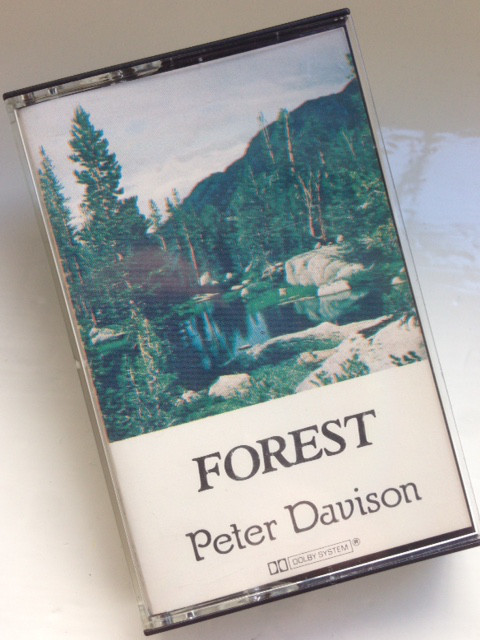 FOREST
Peter Davison
DOLBY SYSTEM ®